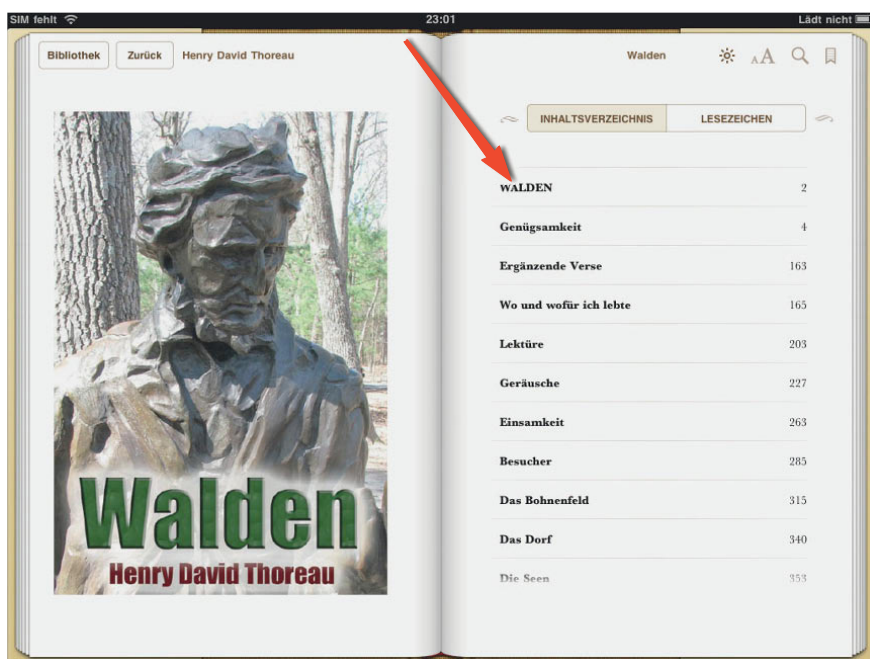 SIM fehlt 23:01 Lädt nicht
Bibliothek Zurück Henry David Thoreau
Walden AA
Walden
Henry David Thoreau
INHALTSVERZEICHNIS LESEZEICHEN
WALDEN 2
Genügsamkeit 4
Ergänzende Verse 163
Wo und wofür ich lebte 165
Lektüre 203
Geräusche 227
Einsamkeit 263
Besucher 285
Das Bohnenfeld 315
Das Dorf 340
Die Seen 353